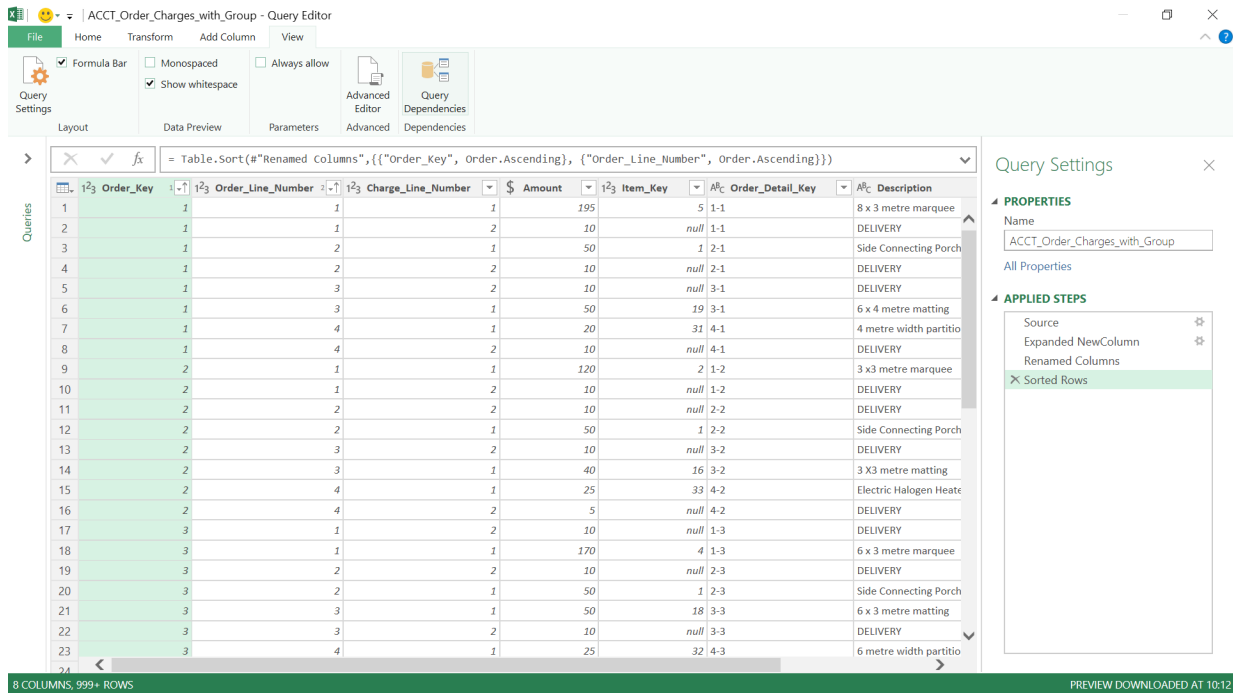 ACCT_Order_Charges_with_Group - Query Editor
File Home Transform Add Column View
Query Settings
Formula Bar
Monospaced
Show whitespace
Always allow
Advanced Editor
Query Dependencies
Layout Data Preview Parameters Advanced Dependencies
fx = Table.Sort(#"Renamed Columns",{{"Order_Key", Order.Ascending}, {"Order_Line_Number", Order.Ascending}})
Queries
123 Order_Key 1 123 Order_Line_Number 2 123 Charge_Line_Number $ Amount 123 Item_Key ABC Order_Detail_Key ABC Description
1 1 1 1 195 5 1-1 8 x 3 metre marquee
2 1 1 2 10 null 1-1 DELIVERY
3 1 2 1 50 1 2-1 Side Connecting Porch
4 1 2 2 10 null 2-1 DELIVERY
5 1 3 2 10 null 3-1 DELIVERY
6 1 3 1 50 19 3-1 6 x 4 metre matting
7 1 4 1 20 31 4-1 4 metre width partitio
8 1 4 2 10 null 4-1 DELIVERY
9 2 1 1 120 2 1-2 3 x3 metre marquee
10 2 1 2 10 null 1-2 DELIVERY
11 2 2 2 10 null 2-2 DELIVERY
12 2 2 1 50 1 2-2 Side Connecting Porch
13 2 3 2 10 null 3-2 DELIVERY
14 2 3 1 40 16 3-2 3 X3 metre matting
15 2 4 1 25 33 4-2 Electric Halogen Heate
16 2 4 2 5 null 4-2 DELIVERY
17 3 1 2 10 null 1-3 DELIVERY
18 3 1 1 170 4 1-3 6 x 3 metre marquee
19 3 2 2 10 null 2-3 DELIVERY
20 3 2 1 50 1 2-3 Side Connecting Porch
21 3 3 1 50 18 3-3 6 x 3 metre matting
22 3 3 2 10 null 3-3 DELIVERY
23 3 4 1 25 32 4-3 6 metre width partitio
24
Query Settings
PROPERTIES
Name
ACCT_Order_Charges_with_Group
All Properties
APPLIED STEPS
Source
Expanded NewColumn
Renamed Columns
Sorted Rows
8 COLUMNS, 999+ ROWS
PREVIEW DOWNLOADED AT 10:12